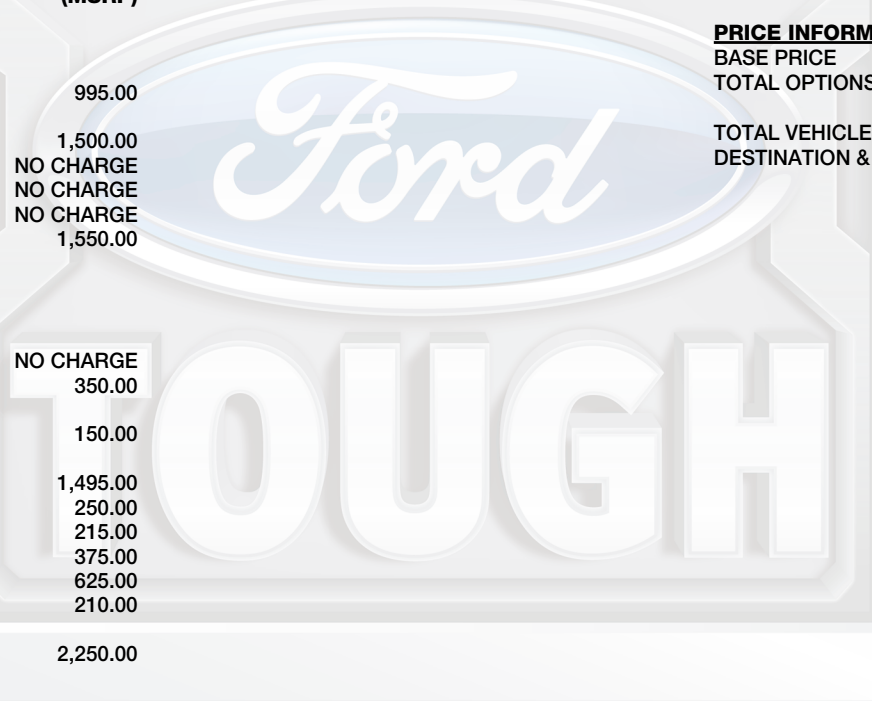 (MSRP)
995.00
1,500.00
NO CHARGE
NO CHARGE
NO CHARGE
1,550.00
NO CHARGE
350.00
150.00
1,495.00
250.00
215.00
375.00
625.00
210.00
2,250.00
PRICE INFORM
BASE PRICE
TOTAL OPTIONS
TOTAL VEHICLE
DESTINATION &
Ford
TOUGH